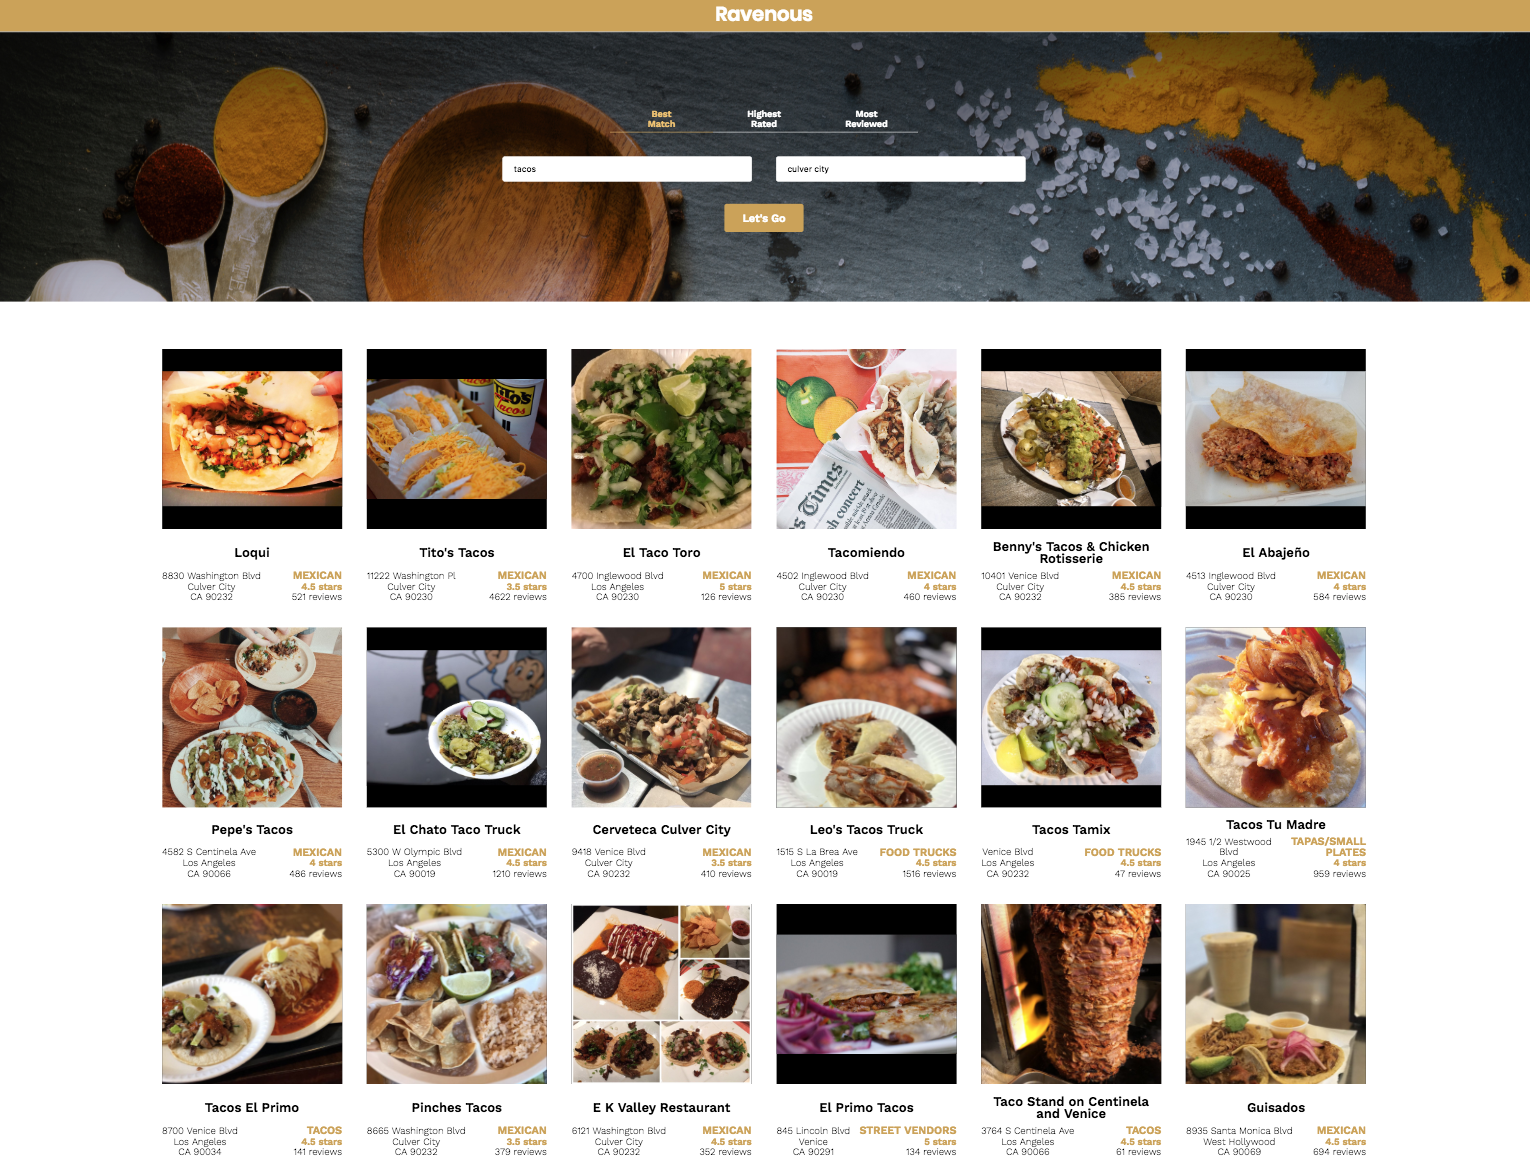 Ravenous
Best
Match
Highest
Rated
Most
Reviewed
tacos
culver city
Let's Go
TITO'S
Tacos
s Times
sh concert
Loqui
8830 Washington Blvd
Culver City
CA 90232
MEXICAN
4.5 stars
521 reviews
Tito's Tacos
11222 Washington Pl
Culver City
CA 90230
MEXICAN
3.5 stars
4622 reviews
El Taco Toro
4700 Inglewood Blvd
Los Angeles
CA 90230
MEXICAN
5 stars
126 reviews
Tacomiendo
4502 Inglewood Blvd
Culver City
CA 90230
MEXICAN
4 stars
460 reviews
Benny's Tacos & Chicken
Rotisserie
10401 Venice Blvd
Culver City
CA 90232
MEXICAN
4.5 stars
385 reviews
El Abajeño
4513 Inglewood Blvd
Culver City
CA 90230
MEXICAN
4 stars
584 reviews
Pepe's Tacos
4582 S Centinela Ave
Los Angeles
CA 90066
MEXICAN
4 stars
486 reviews
El Chato Taco Truck
5300 W Olympic Blvd
Los Angeles
CA 90019
MEXICAN
4.5 stars
1210 reviews
Cerveteca Culver City
9418 Venice Blvd
Culver City
CA 90232
MEXICAN
3.5 stars
410 reviews
Leo's Tacos Truck
1515 S La Brea Ave
Los Angeles
CA 90019
FOOD TRUCKS
4.5 stars
1516 reviews
Tacos Tamix
Venice Blvd
Los Angeles
CA 90232
FOOD TRUCKS
4.5 stars
47 reviews
Tacos Tu Madre
1945 1/2 Westwood
Blvd
Los Angeles
CA 90025
TAPAS/SMALL
PLATES
4 stars
959 reviews
Tacos El Primo
8700 Venice Blvd
Los Angeles
CA 90034
TACOS
4.5 stars
141 reviews
Pinches Tacos
8665 Washington Blvd
Culver City
CA 90232
MEXICAN
3.5 stars
379 reviews
E K Valley Restaurant
6121 Washington Blvd
Culver City
CA 90232
MEXICAN
4.5 stars
352 reviews
El Primo Tacos
845 Lincoln Blvd
Venice
CA 90291
STREET VENDORS
5 stars
134 reviews
Taco Stand on Centinela
and Venice
3764 S Centinela Ave
Los Angeles
CA 90066
TACOS
4.5 stars
61 reviews
Guisados
8935 Santa Monica Blvd
West Hollywood
CA 90069
MEXICAN
4.5 stars
694 reviews